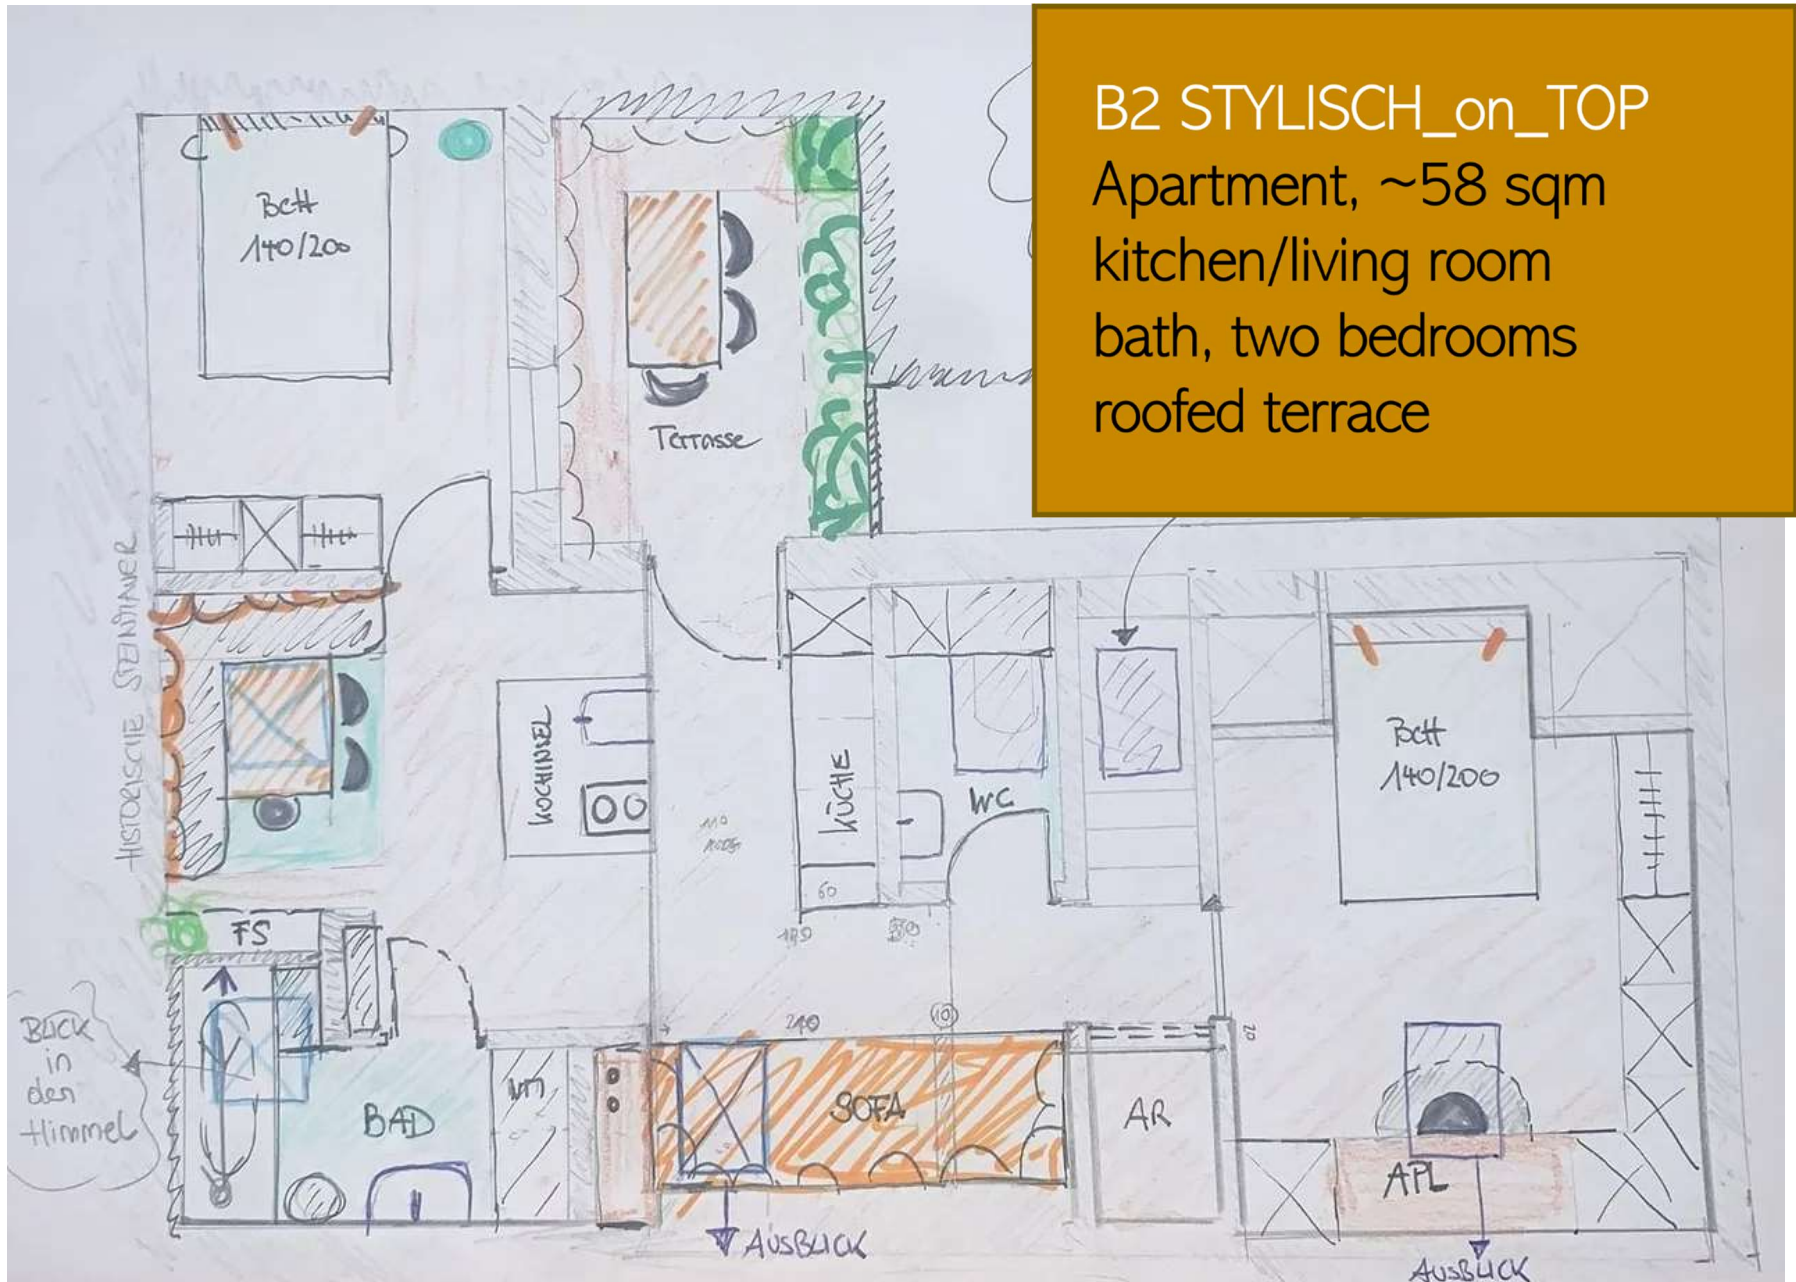 B2 STYLISCH_on_TOP
Apartment, ~58 sqm
kitchen/living room
bath, two bedrooms
roofed terrace
Bett
140/200
Terrasse
HISTORISCHE STEINMAUER
KOCHINSEL
KÜCHE
60
WC
Bett
140/200
FS
BLICK
in
den
Himmel
BAD
WM
240
10
SOFA
AR
APL
AUSBLICK
AUSBLICK